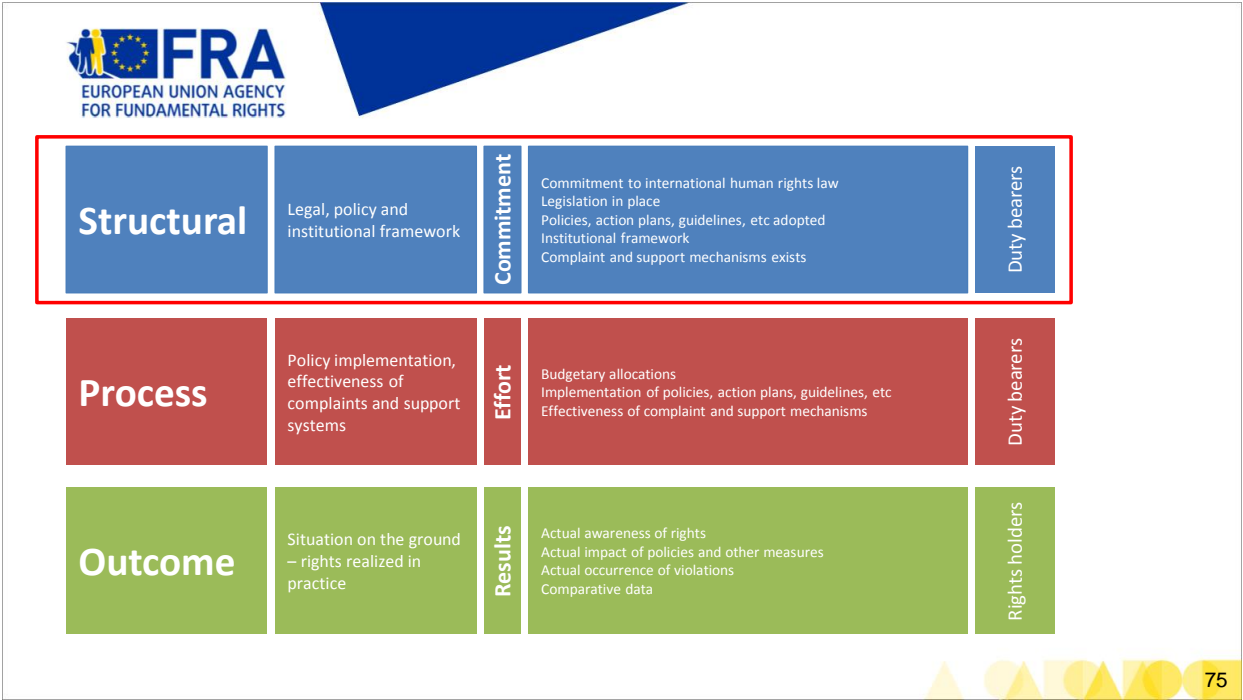 FRA
EUROPEAN UNION AGENCY
FOR FUNDAMENTAL RIGHTS
Structural
Legal, policy and
institutional framework
Commitment
Commitment to international human rights law
Legislation in place
Policies, action plans, guidelines, etc adopted
Institutional framework
Complaint and support mechanisms exists
Duty bearers
Process
Policy implementation,
effectiveness of
complaints and support
systems
Effort
Budgetary allocations
Implementation of policies, action plans, guidelines, etc
Effectiveness of complaint and support mechanisms
Duty bearers
Outcome
Situation on the ground
– rights realized in
practice
Results
Actual awareness of rights
Actual impact of policies and other measures
Actual occurrence of violations
Comparative data
Rights holders
75